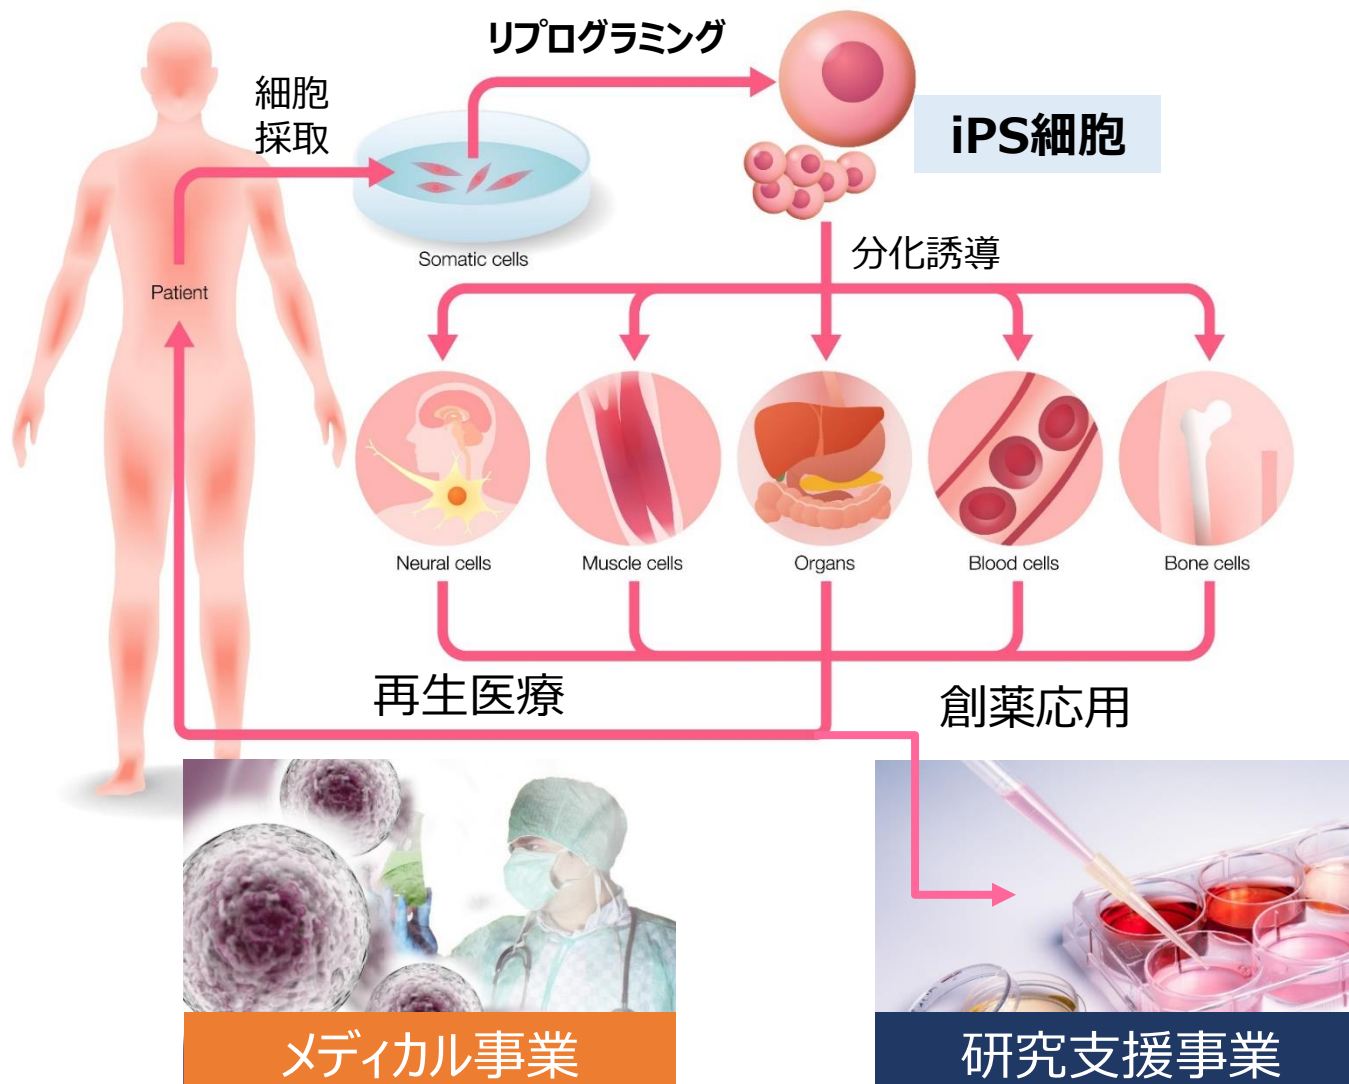 リプログラミング
細胞
採取
iPS細胞
Somatic cells
分化誘導
Patient
Neural cells
Muscle cells
Organs
Blood cells
Bone cells
再生医療
創薬応用
メディカル事業
研究支援事業